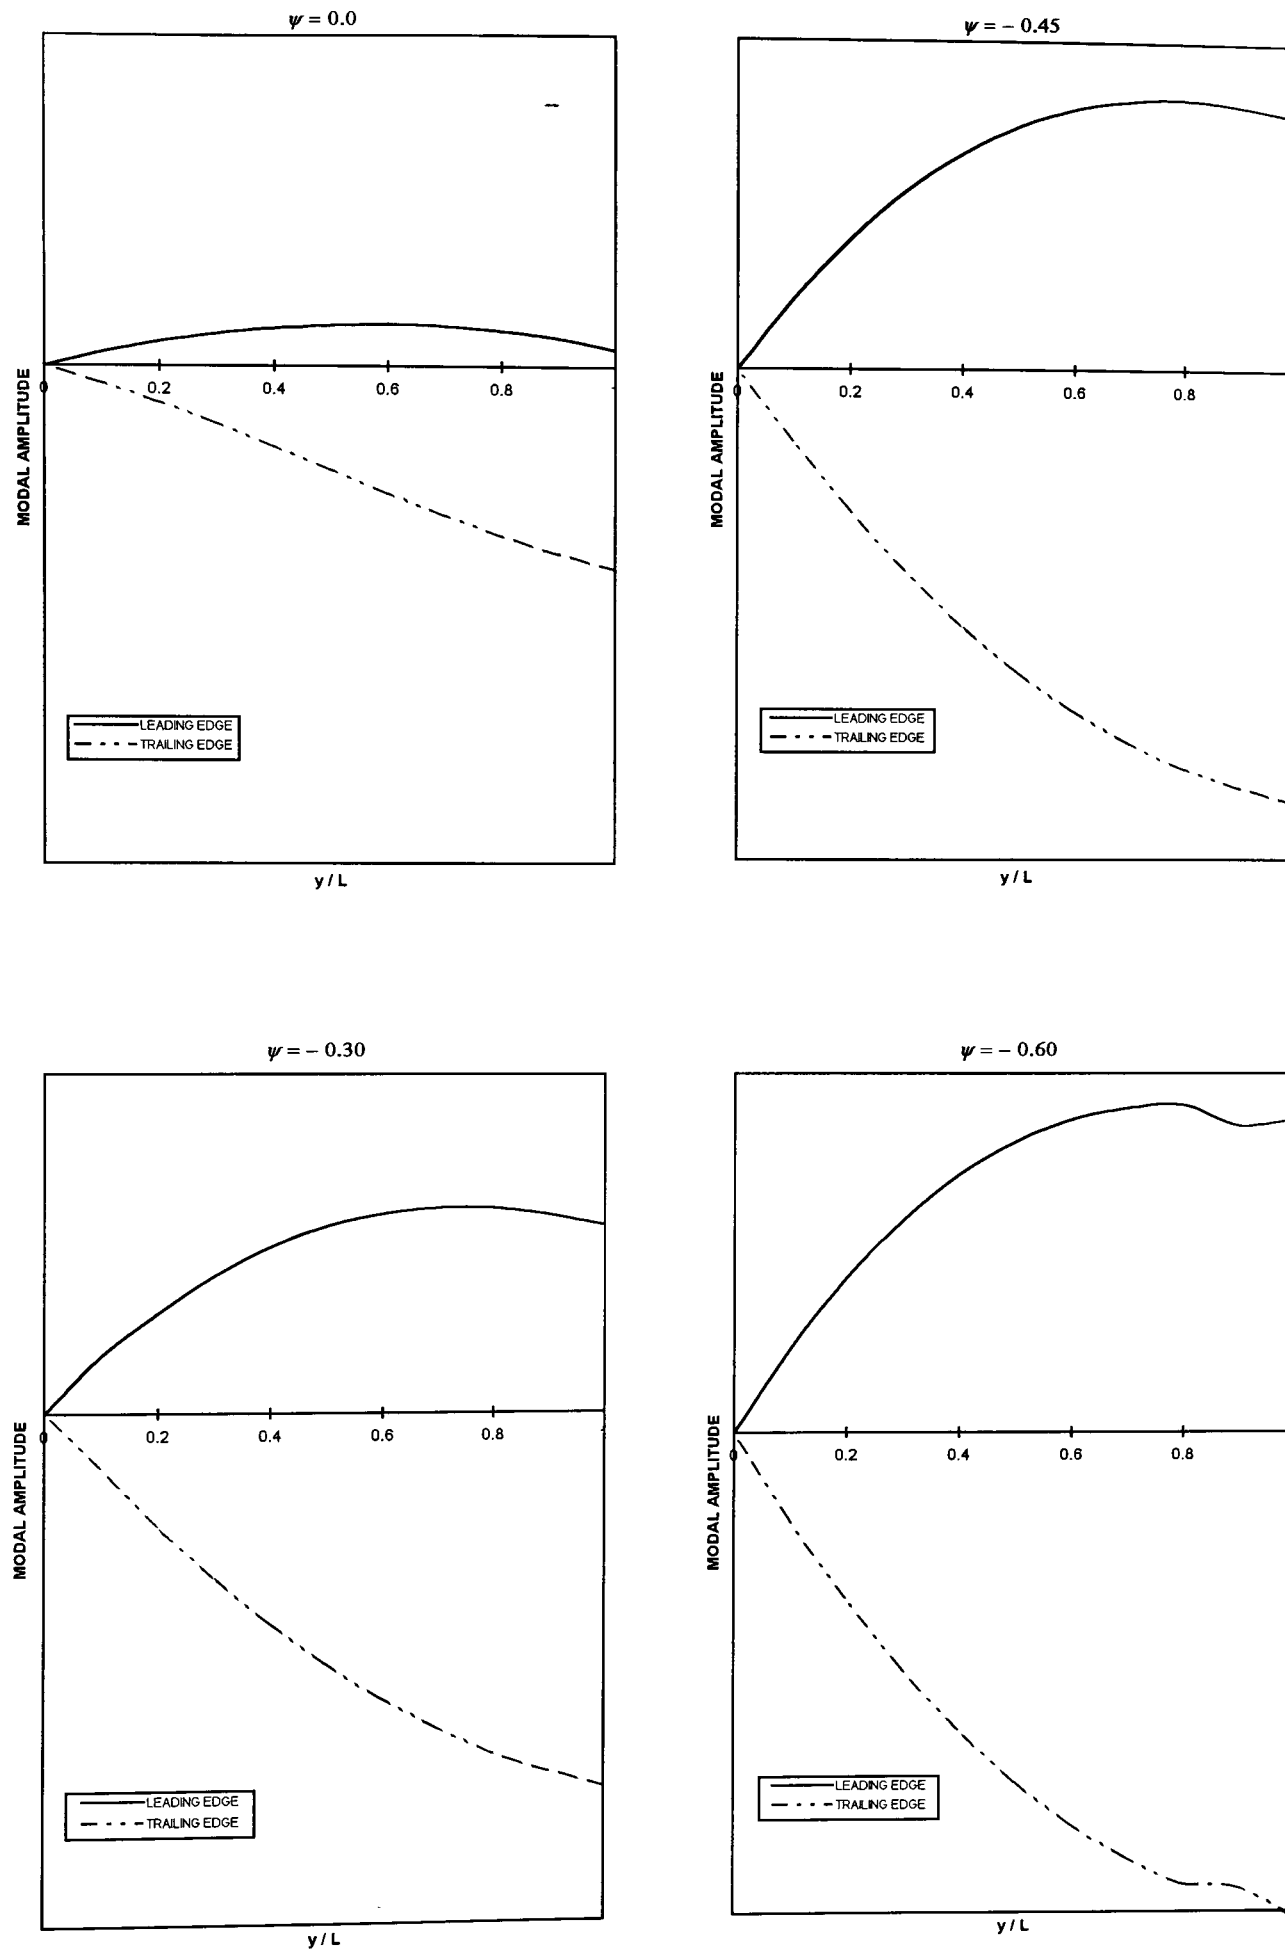 ψ = 0.0
MODAL AMPLITUDE
0
0.2
0.4
0.6
0.8
LEADING EDGE
TRAILING EDGE
y / L
ψ = − 0.45
MODAL AMPLITUDE
0
0.2
0.4
0.6
0.8
LEADING EDGE
TRAILING EDGE
y / L
ψ = − 0.30
MODAL AMPLITUDE
0
0.2
0.4
0.6
0.8
LEADING EDGE
TRAILING EDGE
y / L
ψ = − 0.60
MODAL AMPLITUDE
0
0.2
0.4
0.6
0.8
LEADING EDGE
TRAILING EDGE
y / L